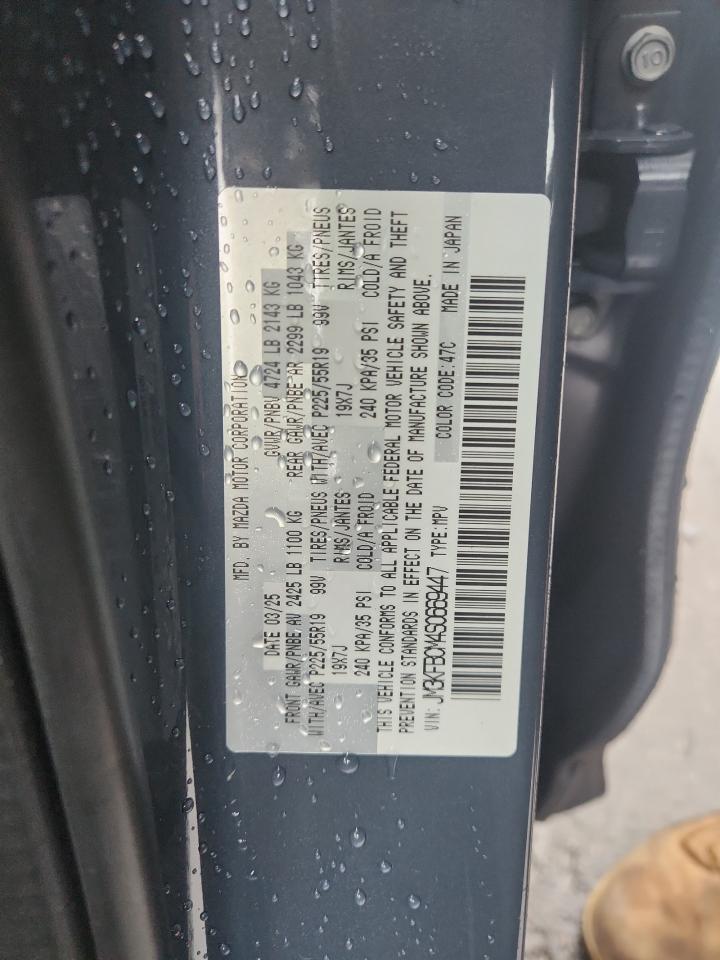 MFD. BY MAZDA MOTOR CORPORATION
DATE 03/25 GVWR/PNBV 4724 LB 2143 KG
FRONT GAWR/PNBE AV 2425 LB 1100 KG REAR GAWR/PNBE AR 2299 LB 1043 KG
WITH/AVEC P225/55R19 99V TIRES/PNEUS WITH/AVEC P225/55R19 99V TIRES/PNEUS
19X7J RIMS/JANTES 19X7J RIMS/JANTES
240 KPA/35 PSI COLD/A FROID 240 KPA/35 PSI COLD/A FROID
THIS VEHICLE CONFORMS TO ALL APPLICABLE FEDERAL MOTOR VEHICLE SAFETY AND THEFT
PREVENTION STANDARDS IN EFFECT ON THE DATE OF MANUFACTURE SHOWN ABOVE.
VIN: JM3KFBCM4S0669447 TYPE:MPV COLOR CODE:47C MADE IN JAPAN
10